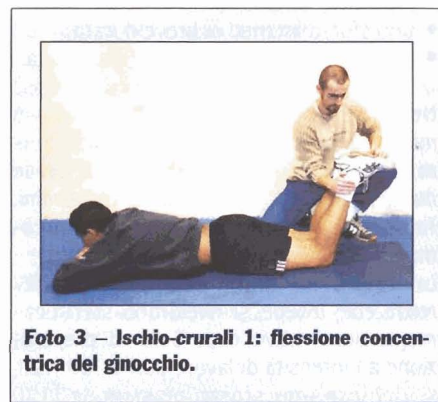 Foto 3 – Ischio-crurali 1: flessione concen-
trica del ginocchio.